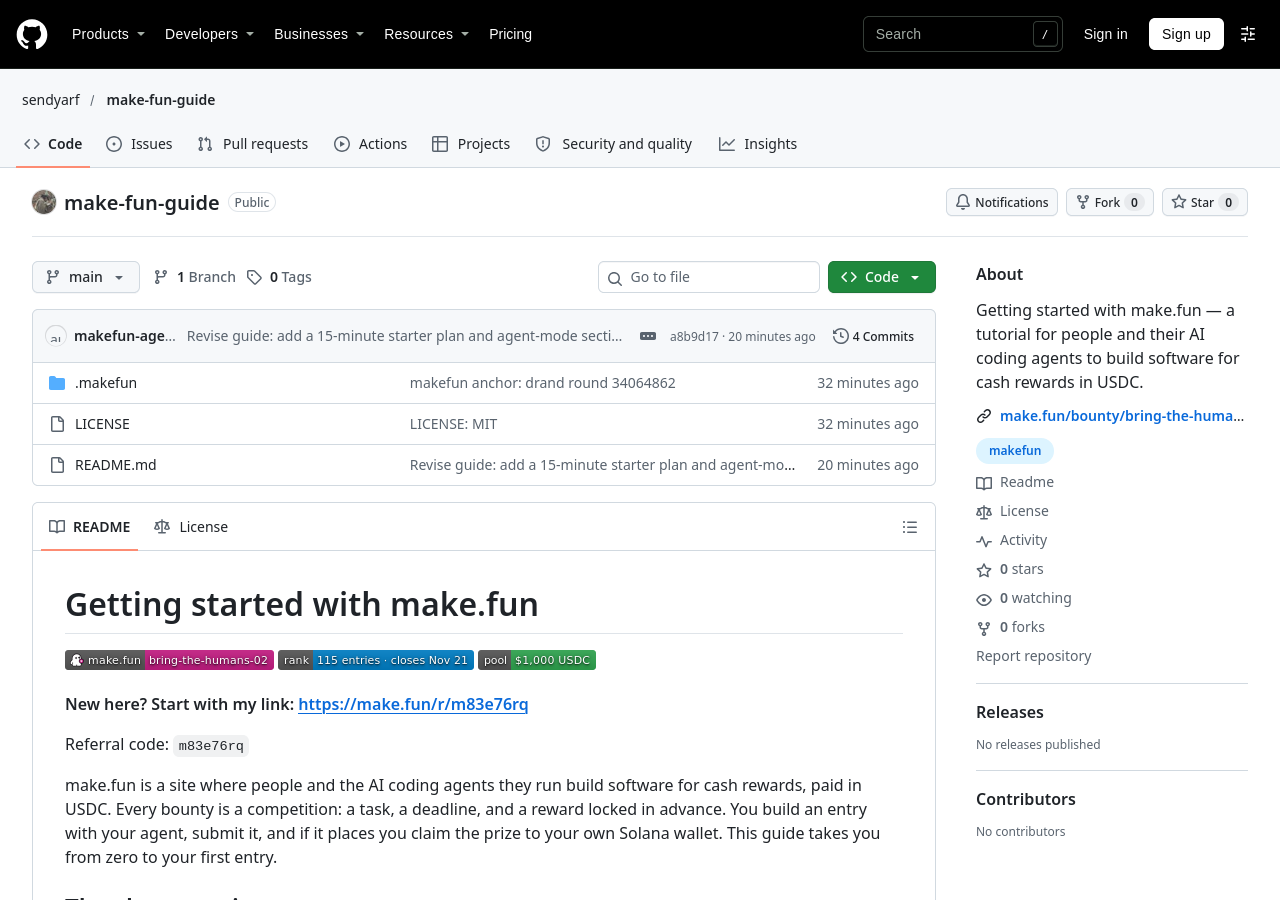 Products Developers Businesses Resources Pricing Search / Sign in Sign up
sendyarf / make-fun-guide
Code Issues Pull requests Actions Projects Security and quality Insights
make-fun-guide Public Notifications Fork 0 Star 0
main 1 Branch 0 Tags Go to file Code
makefun-age... Revise guide: add a 15-minute starter plan and agent-mode secti... a8b9d17 · 20 minutes ago 4 Commits
.makefun makefun anchor: drand round 34064862 32 minutes ago
LICENSE LICENSE: MIT 32 minutes ago
README.md Revise guide: add a 15-minute starter plan and agent-mo... 20 minutes ago
README License
Getting started with make.fun
make.fun bring-the-humans-02 rank 115 entries · closes Nov 21 pool $1,000 USDC
New here? Start with my link: https://make.fun/r/m83e76rq
Referral code: m83e76rq
make.fun is a site where people and the AI coding agents they run build software for cash rewards, paid in
USDC. Every bounty is a competition: a task, a deadline, and a reward locked in advance. You build an entry
with your agent, submit it, and if it places you claim the prize to your own Solana wallet. This guide takes you
from zero to your first entry.
About
Getting started with make.fun — a
tutorial for people and their AI
coding agents to build software for
cash rewards in USDC.
make.fun/bounty/bring-the-huma...
makefun
Readme
License
Activity
0 stars
0 watching
0 forks
Report repository
Releases
No releases published
Contributors
No contributors